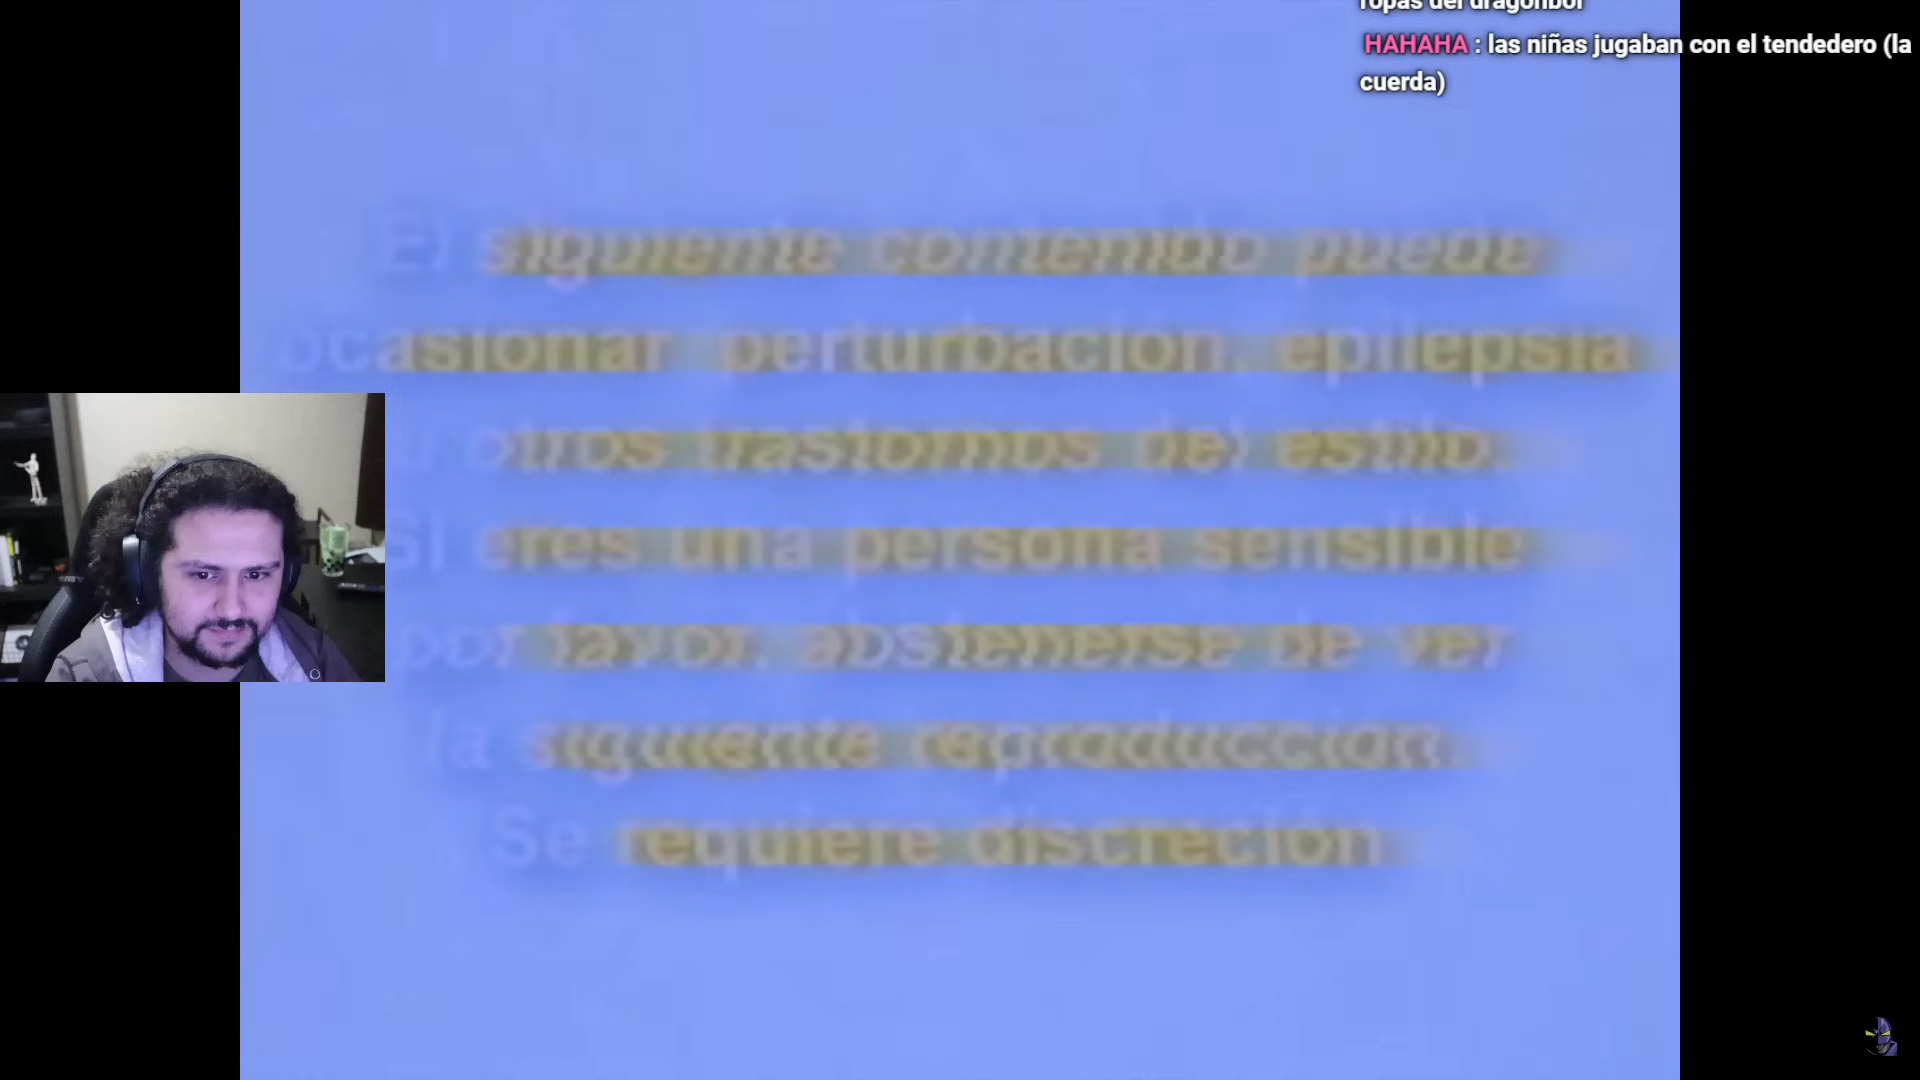 ropas del dragonbol
HAHAHA : las niñas jugaban con el tendedero (la
cuerda)
El siguiente contenido puede
ocasionar perturbación, epilepsia
u otros trastornos del estilo.
Si eres una persona sensible
por favor, abstenerse de ver
la siguiente reproducción.
Se requiere discreción